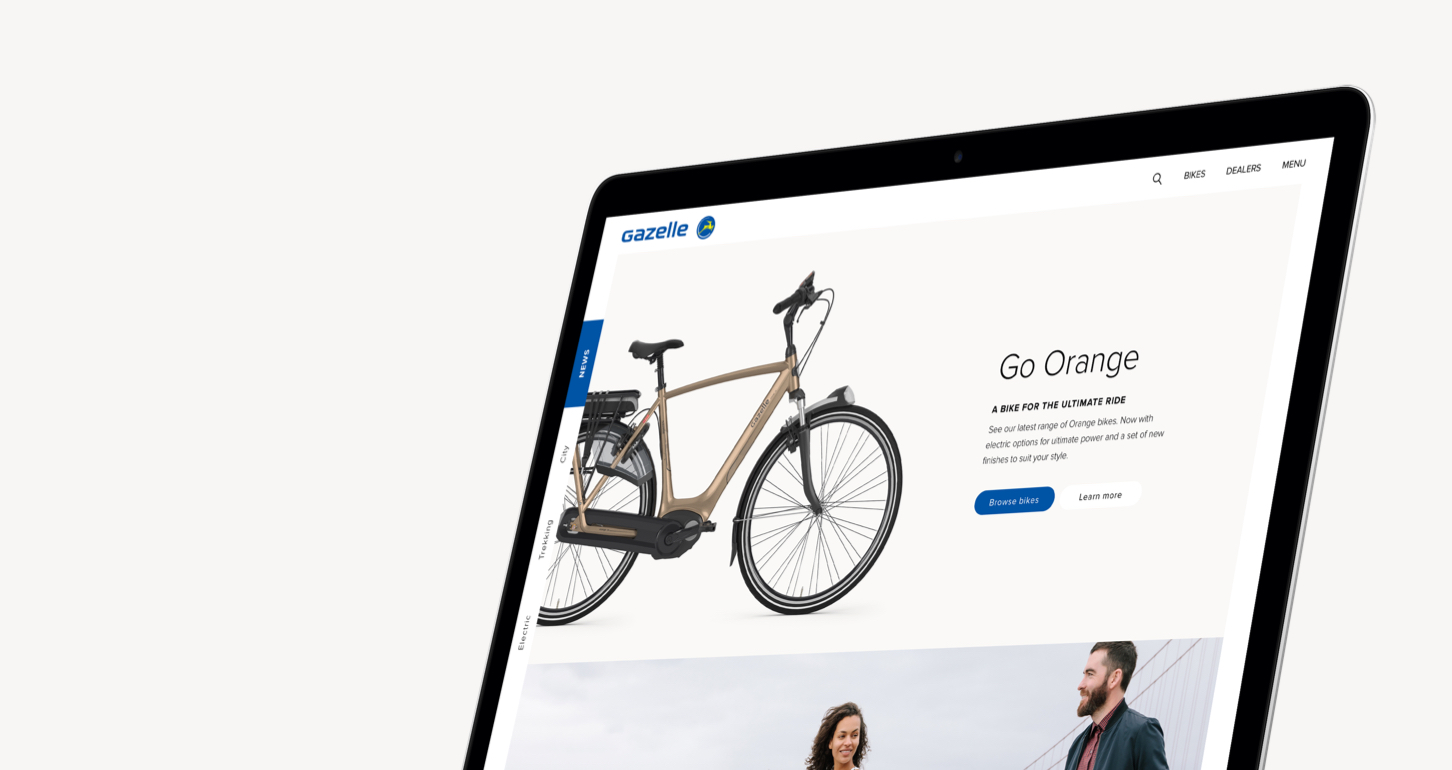 BIKES DEALERS MENU
Gazelle
NEWS
City
Trekking
Electric
Gazelle
Go Orange
A BIKE FOR THE ULTIMATE RIDE
See our latest range of Orange bikes. Now with
electric options for ultimate power and a set of new
finishes to suit your style.
Browse bikes Learn more